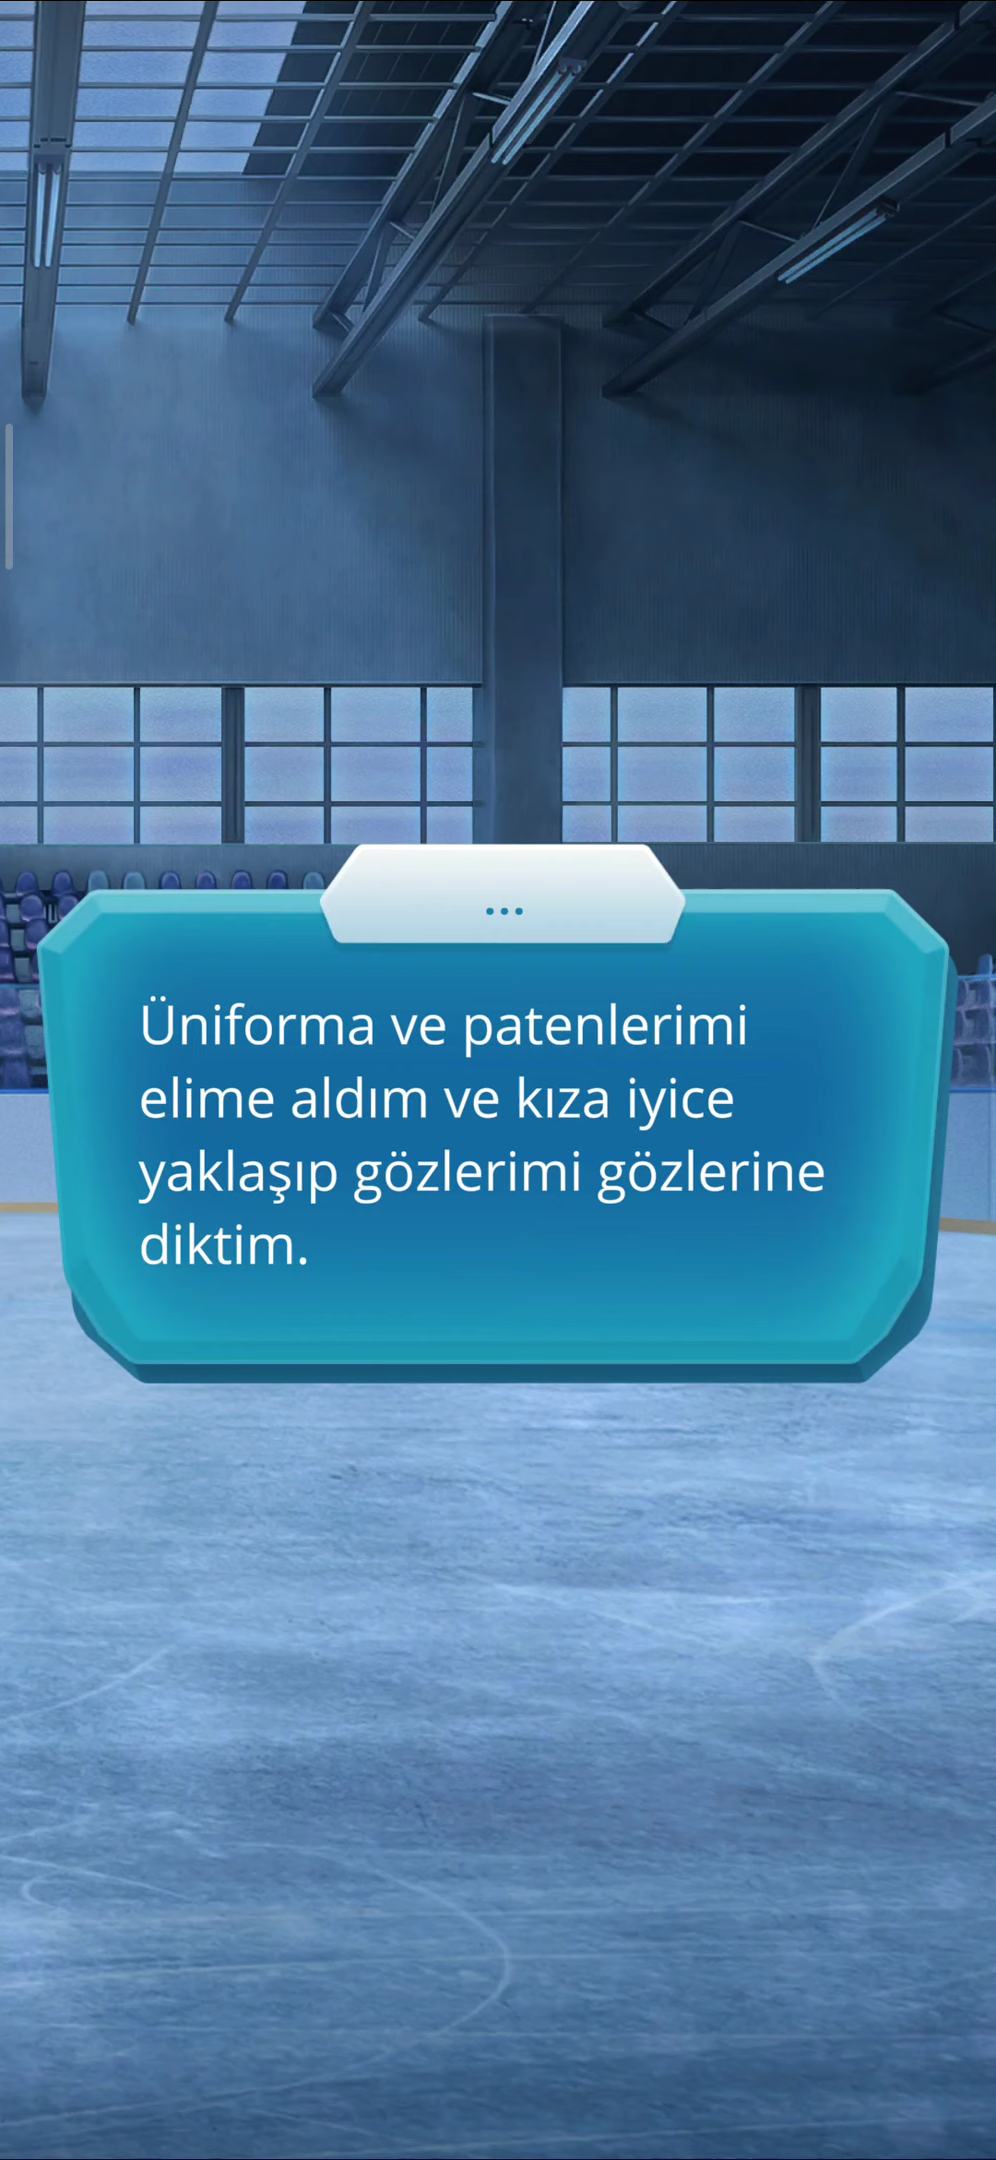 ...
Üniforma ve patenlerimi
elime aldım ve kıza iyice
yaklaşıp gözlerimi gözlerine
diktim.